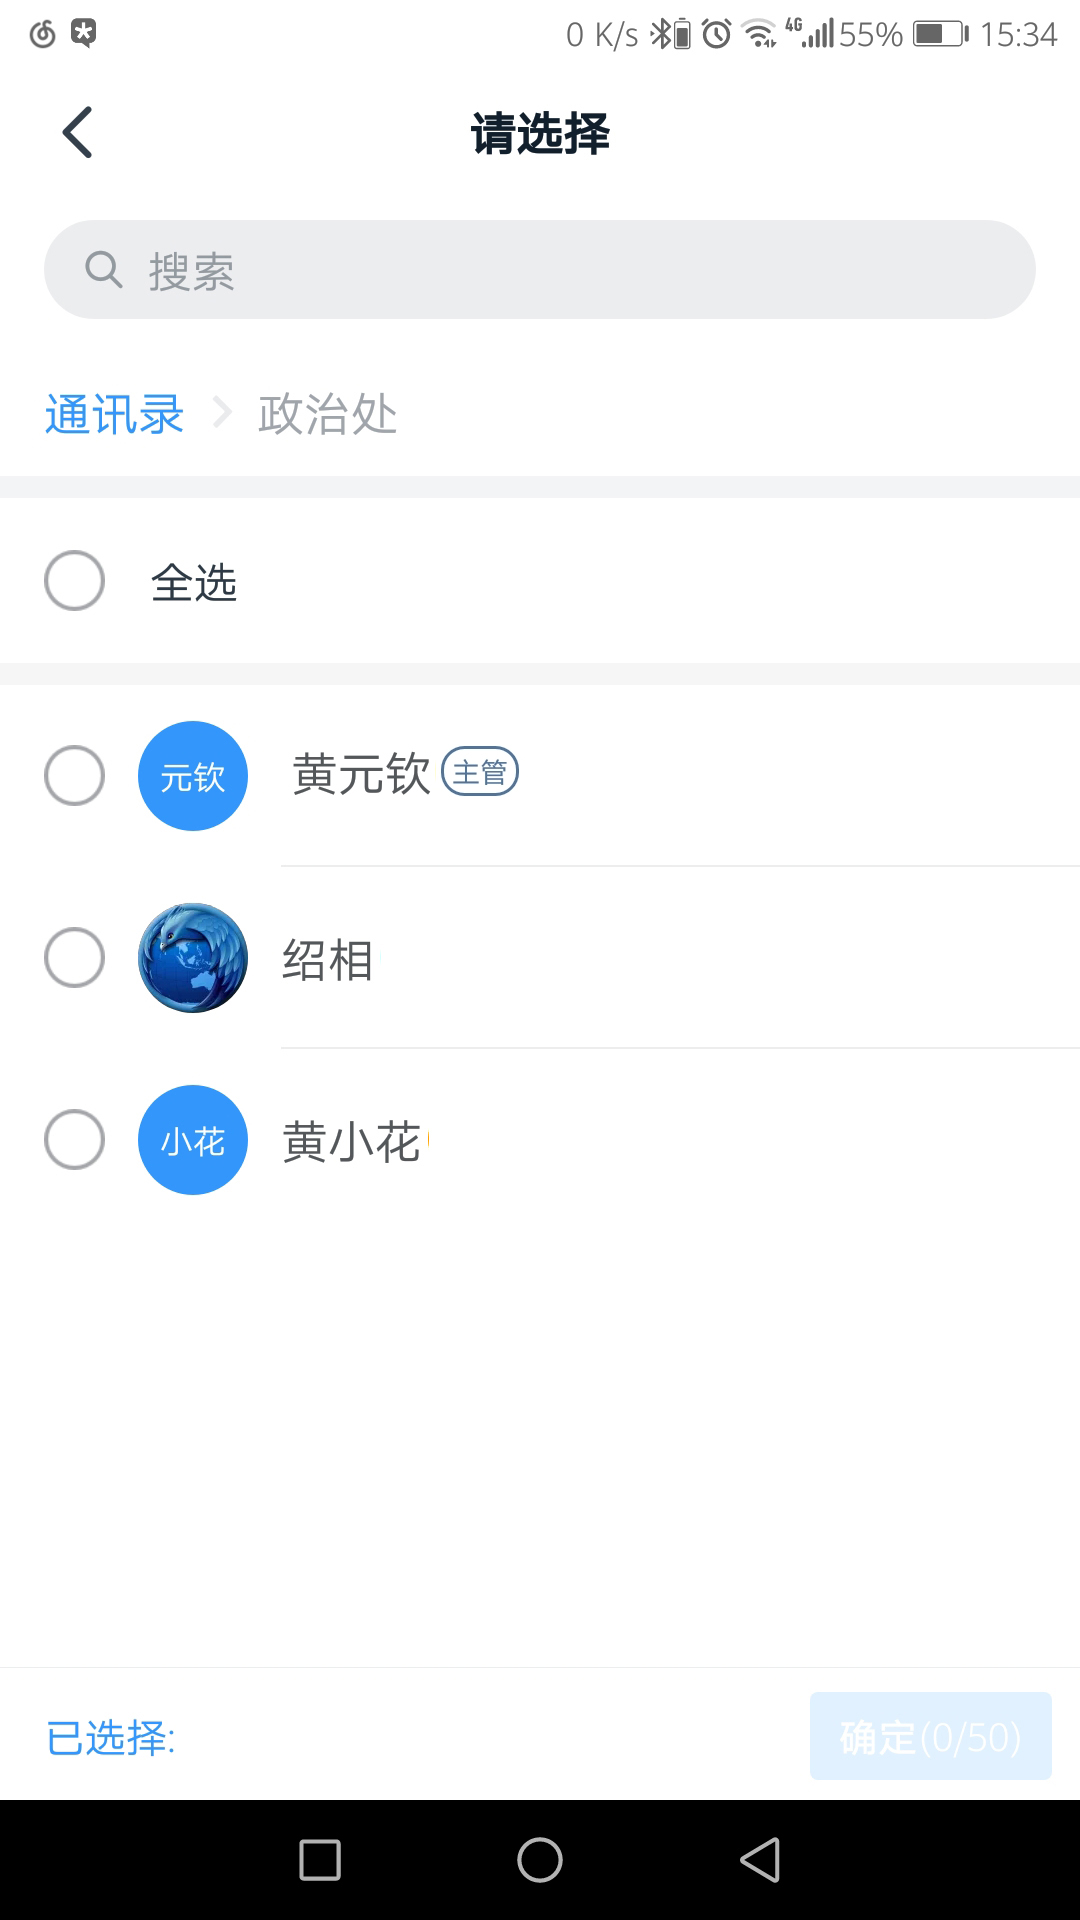 0 K/s 4G 55% 15:34
请选择
搜索
通讯录 政治处
全选
元钦 黄元钦 主管
绍相
小花 黄小花
已选择: 确定(0/50)